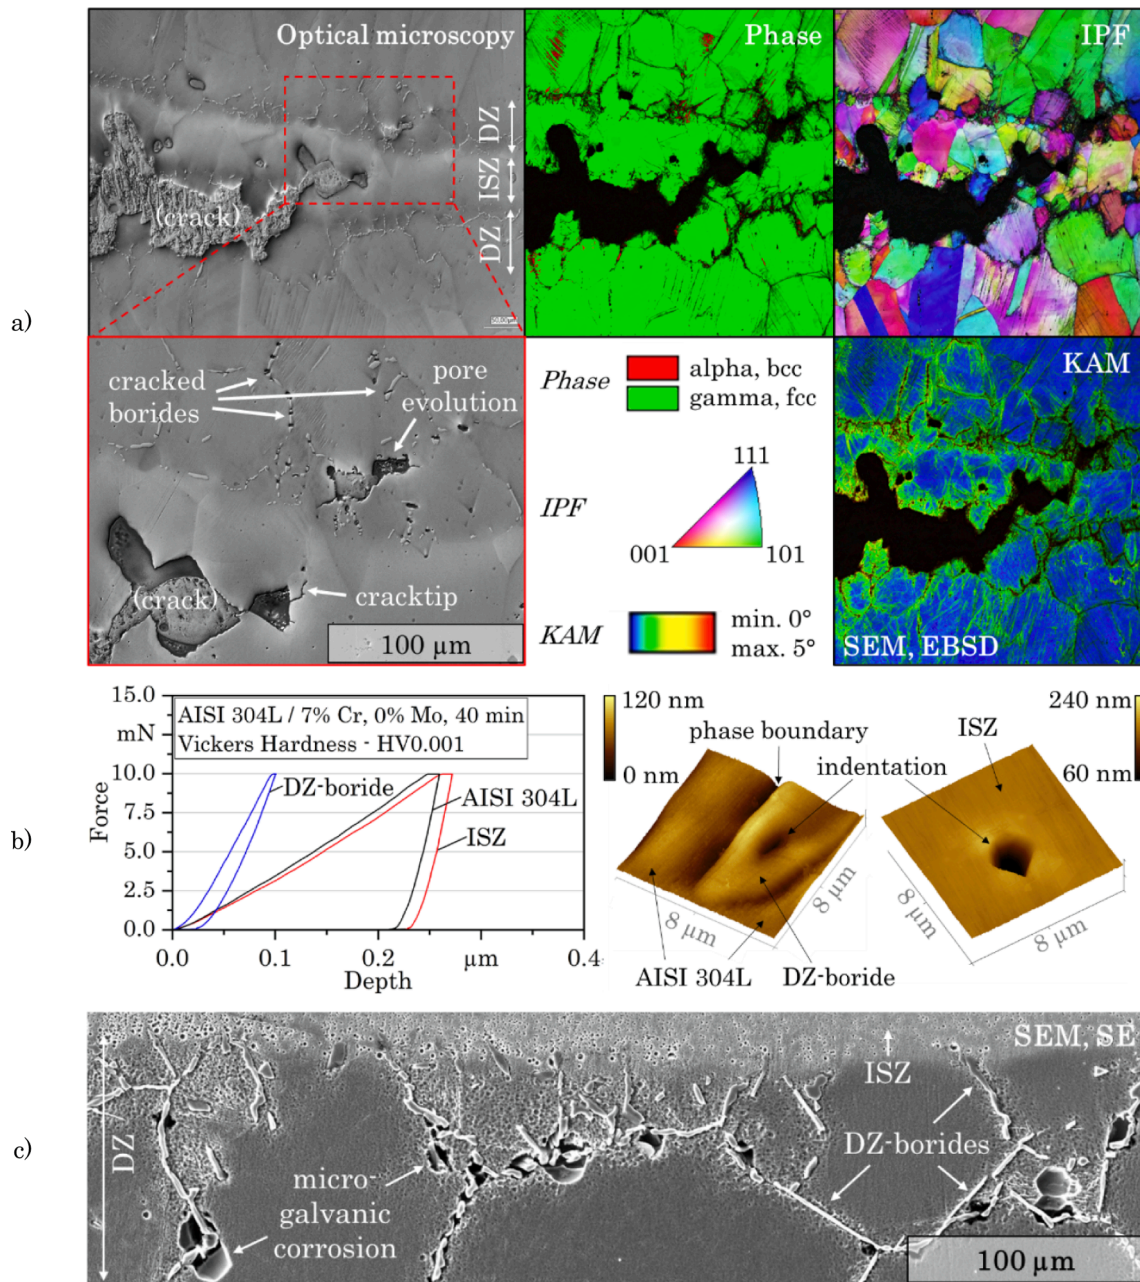 a)
Optical microscopy
Phase
IPF
DZ
ISZ
DZ
(crack)
cracked
borides
pore
evolution
(crack)
cracktip
100 µm
Phase
alpha, bcc
gamma, fcc
IPF
111
001
101
KAM
min. 0°
max. 5°
KAM
SEM, EBSD
b)
15.0
mN
10.0
7.5
5.0
2.5
0.0
Force
AISI 304L / 7% Cr, 0% Mo, 40 min
Vickers Hardness - HV0.001
DZ-boride
AISI 304L
ISZ
0.0
0.1
0.2
µm
0.4
Depth
120 nm
0 nm
phase boundary
indentation
ISZ
240 nm
60 nm
8 µm
8 µm
8 µm
AISI 304L
DZ-boride
c)
SEM, SE
ISZ
DZ
DZ-borides
micro-
galvanic
corrosion
100 µm